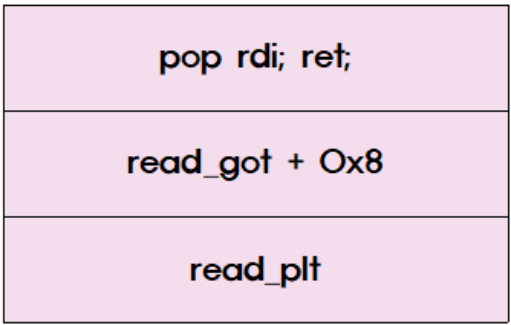 pop rdi; ret;
read_got + 0x8
read_plt